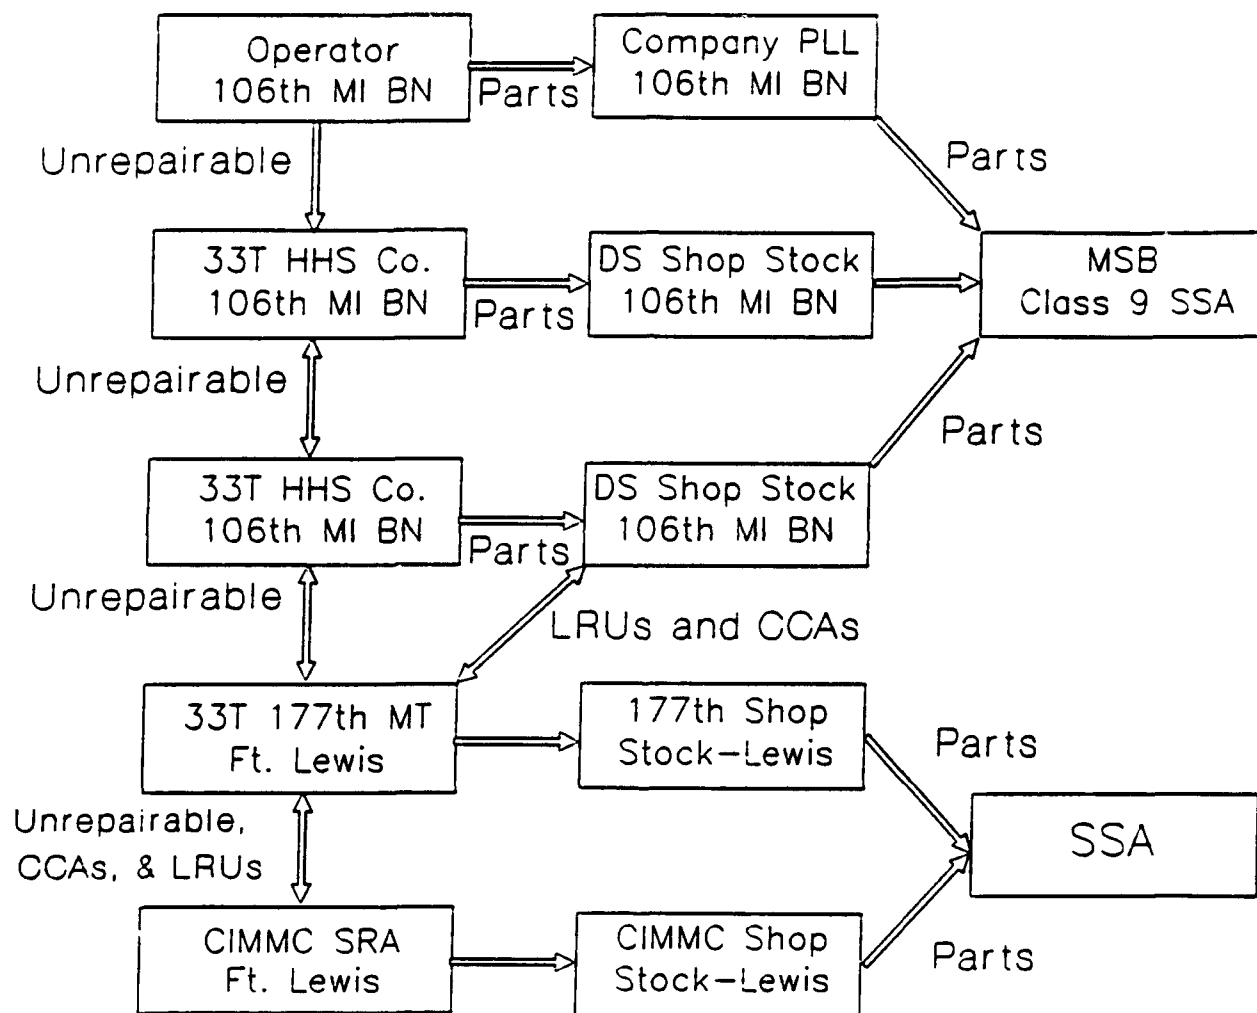 Operator
106th MI BN
Parts
Company PLL
106th MI BN
Unrepairable
Parts
33T HHS Co.
106th MI BN
Parts
DS Shop Stock
106th MI BN
MSB
Class 9 SSA
Unrepairable
Parts
33T HHS Co.
106th MI BN
Parts
DS Shop Stock
106th MI BN
Unrepairable
LRUs and CCAs
33T 177th MT
Ft. Lewis
177th Shop
Stock-Lewis
Parts
Unrepairable,
CCAs, & LRUs
SSA
CIMMC SRA
Ft. Lewis
CIMMC Shop
Stock-Lewis
Parts